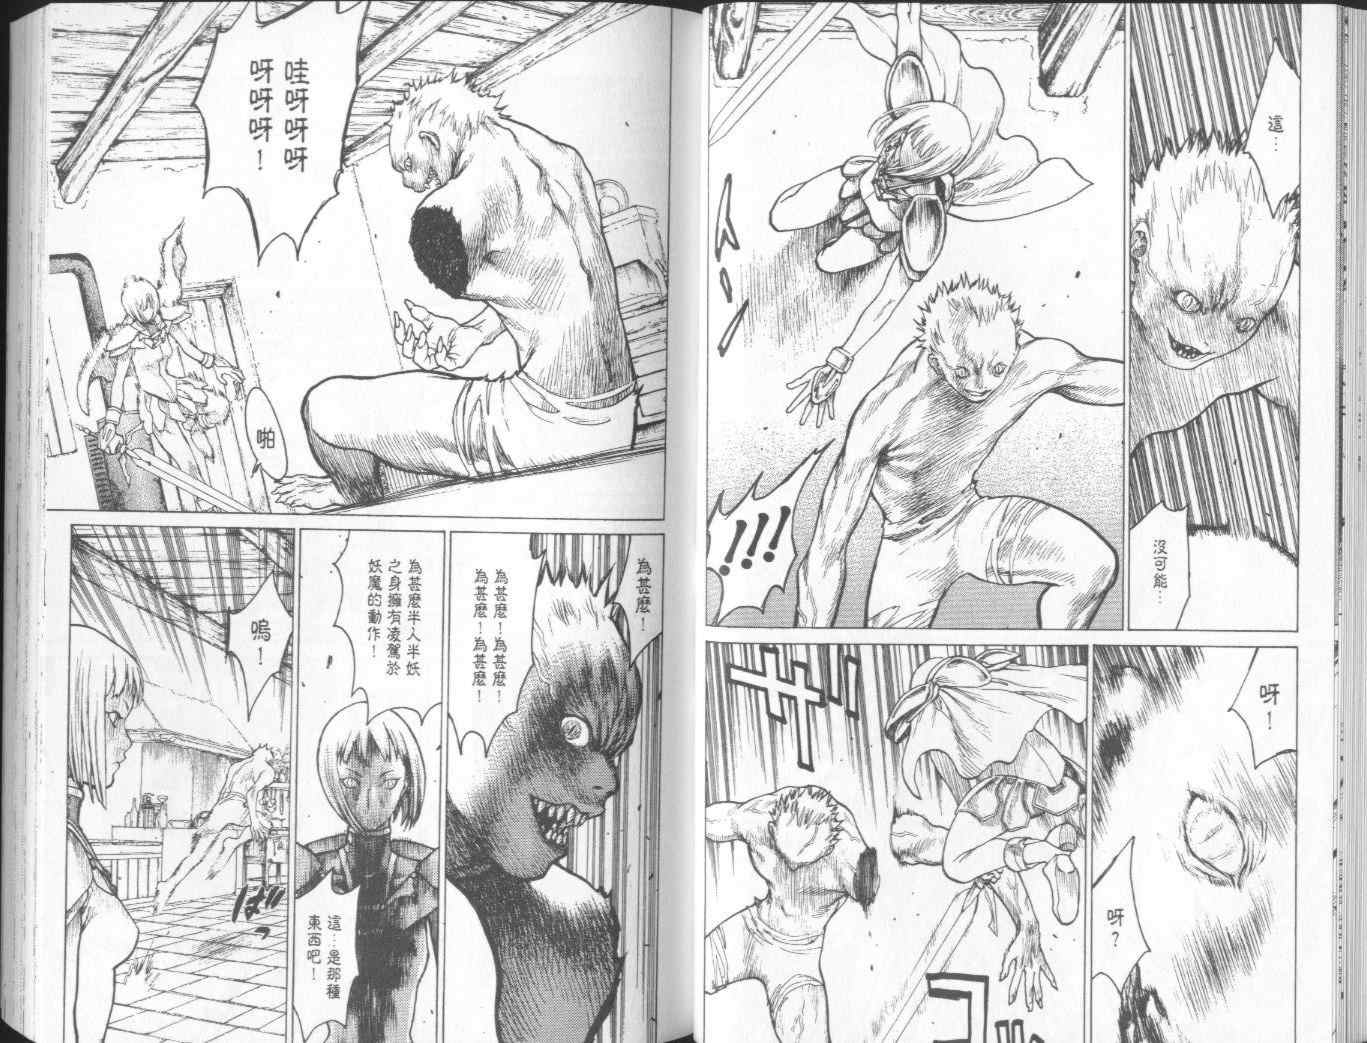 這…
沒可能…
!!!
呀！
呀？
哇呀呀呀
呀呀呀！
啪
為甚麼！
為甚麼！為甚麼！
為甚麼！為甚麼！
為甚麼半人半妖
之身擁有凌駕於
妖魔的動作！
這…是那種
東西吧！
嗚！